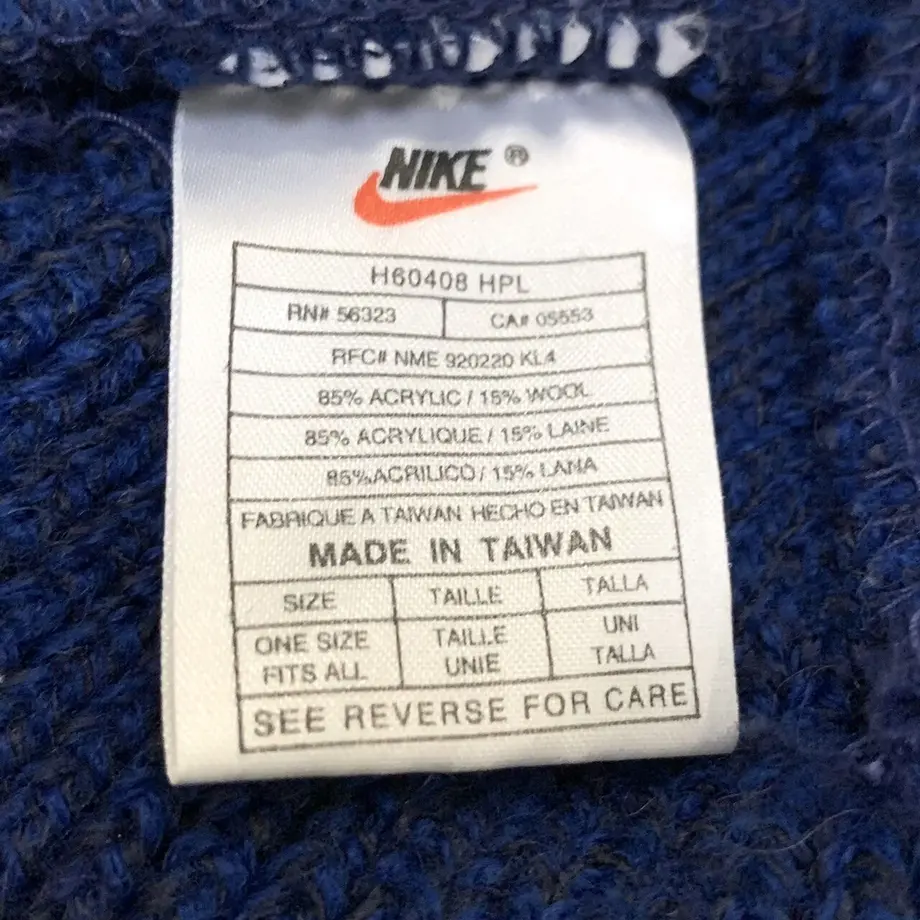 NIKE ®
H60408 HPL
RN# 56323 CA# 05553
RFC# NME 920220 KL4
85% ACRYLIC / 15% WOOL
85% ACRYLIQUE / 15% LAINE
85% ACRILICO / 15% LANA
FABRIQUE A TAIWAN HECHO EN TAIWAN
MADE IN TAIWAN
SIZE TAILLE TALLA
ONE SIZE TAILLE UNI
FITS ALL UNIE TALLA
SEE REVERSE FOR CARE